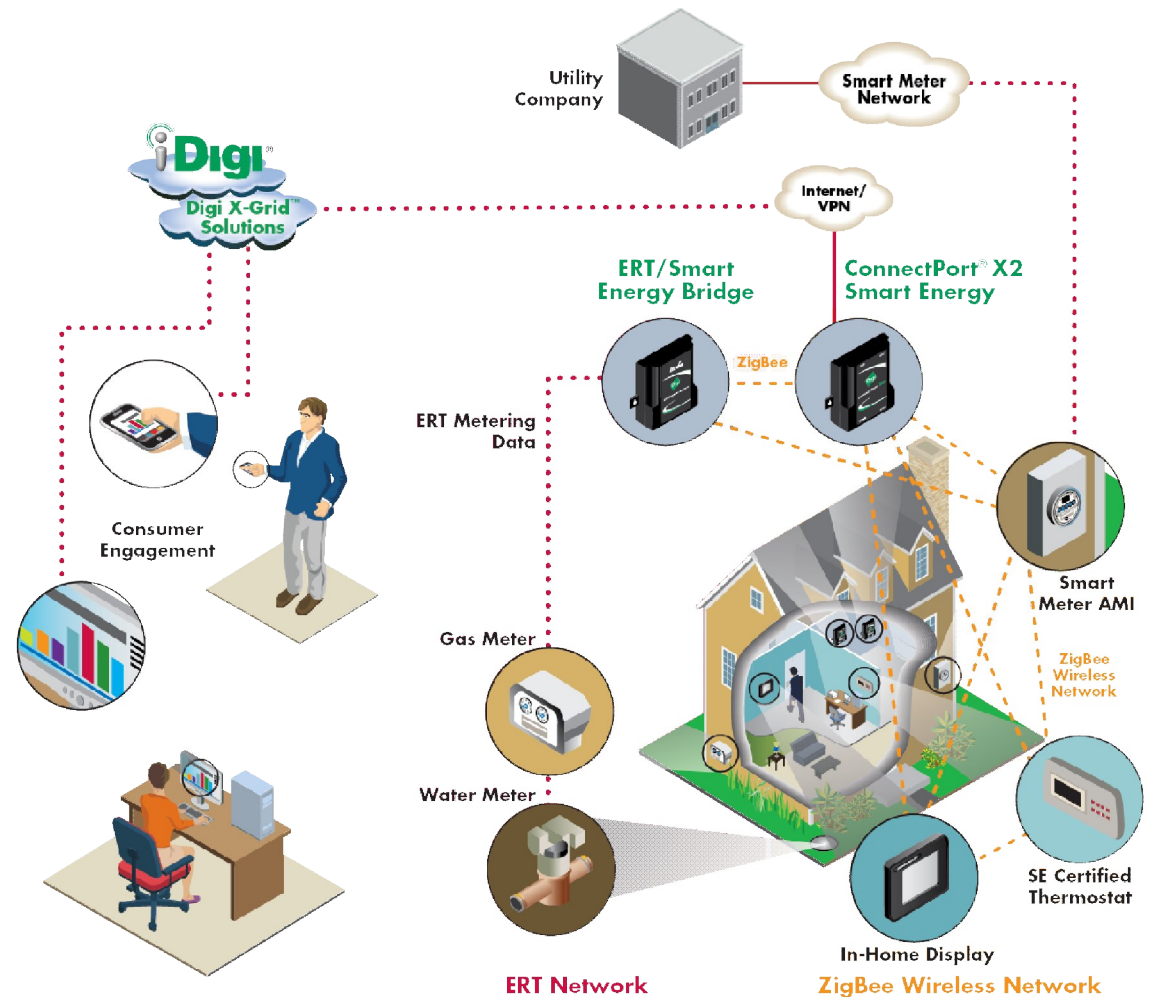 Utility
Company
Smart Meter
Network
iDigi®
Digi X-Grid™
Solutions
Internet/
VPN
ERT/Smart
Energy Bridge
ConnectPort® X2
Smart Energy
ZigBee
ERT Metering
Data
Consumer
Engagement
Smart
Meter AMI
Gas Meter
ZigBee
Wireless
Network
Water Meter
SE Certified
Thermostat
In-Home Display
ERT Network
ZigBee Wireless Network